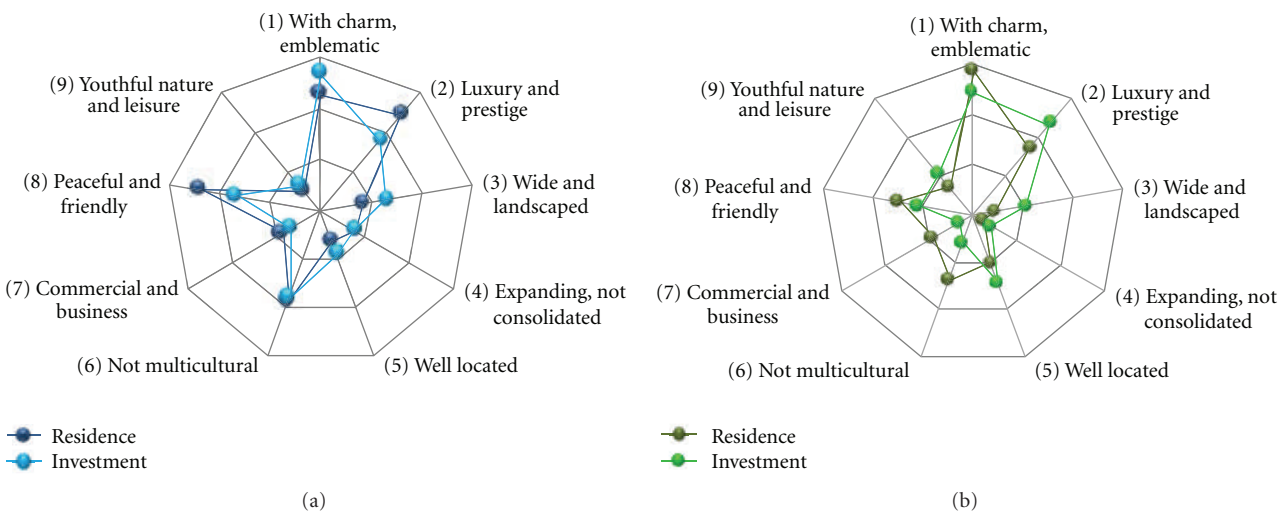 (1) With charm,
emblematic
(2) Luxury and
prestige
(3) Wide and
landscaped
(4) Expanding, not
consolidated
(5) Well located
(6) Not multicultural
(7) Commercial and
business
(8) Peaceful and
friendly
(9) Youthful nature
and leisure
Residence
Investment
(a)
(1) With charm,
emblematic
(2) Luxury and
prestige
(3) Wide and
landscaped
(4) Expanding, not
consolidated
(5) Well located
(6) Not multicultural
(7) Commercial and
business
(8) Peaceful and
friendly
(9) Youthful nature
and leisure
Residence
Investment
(b)